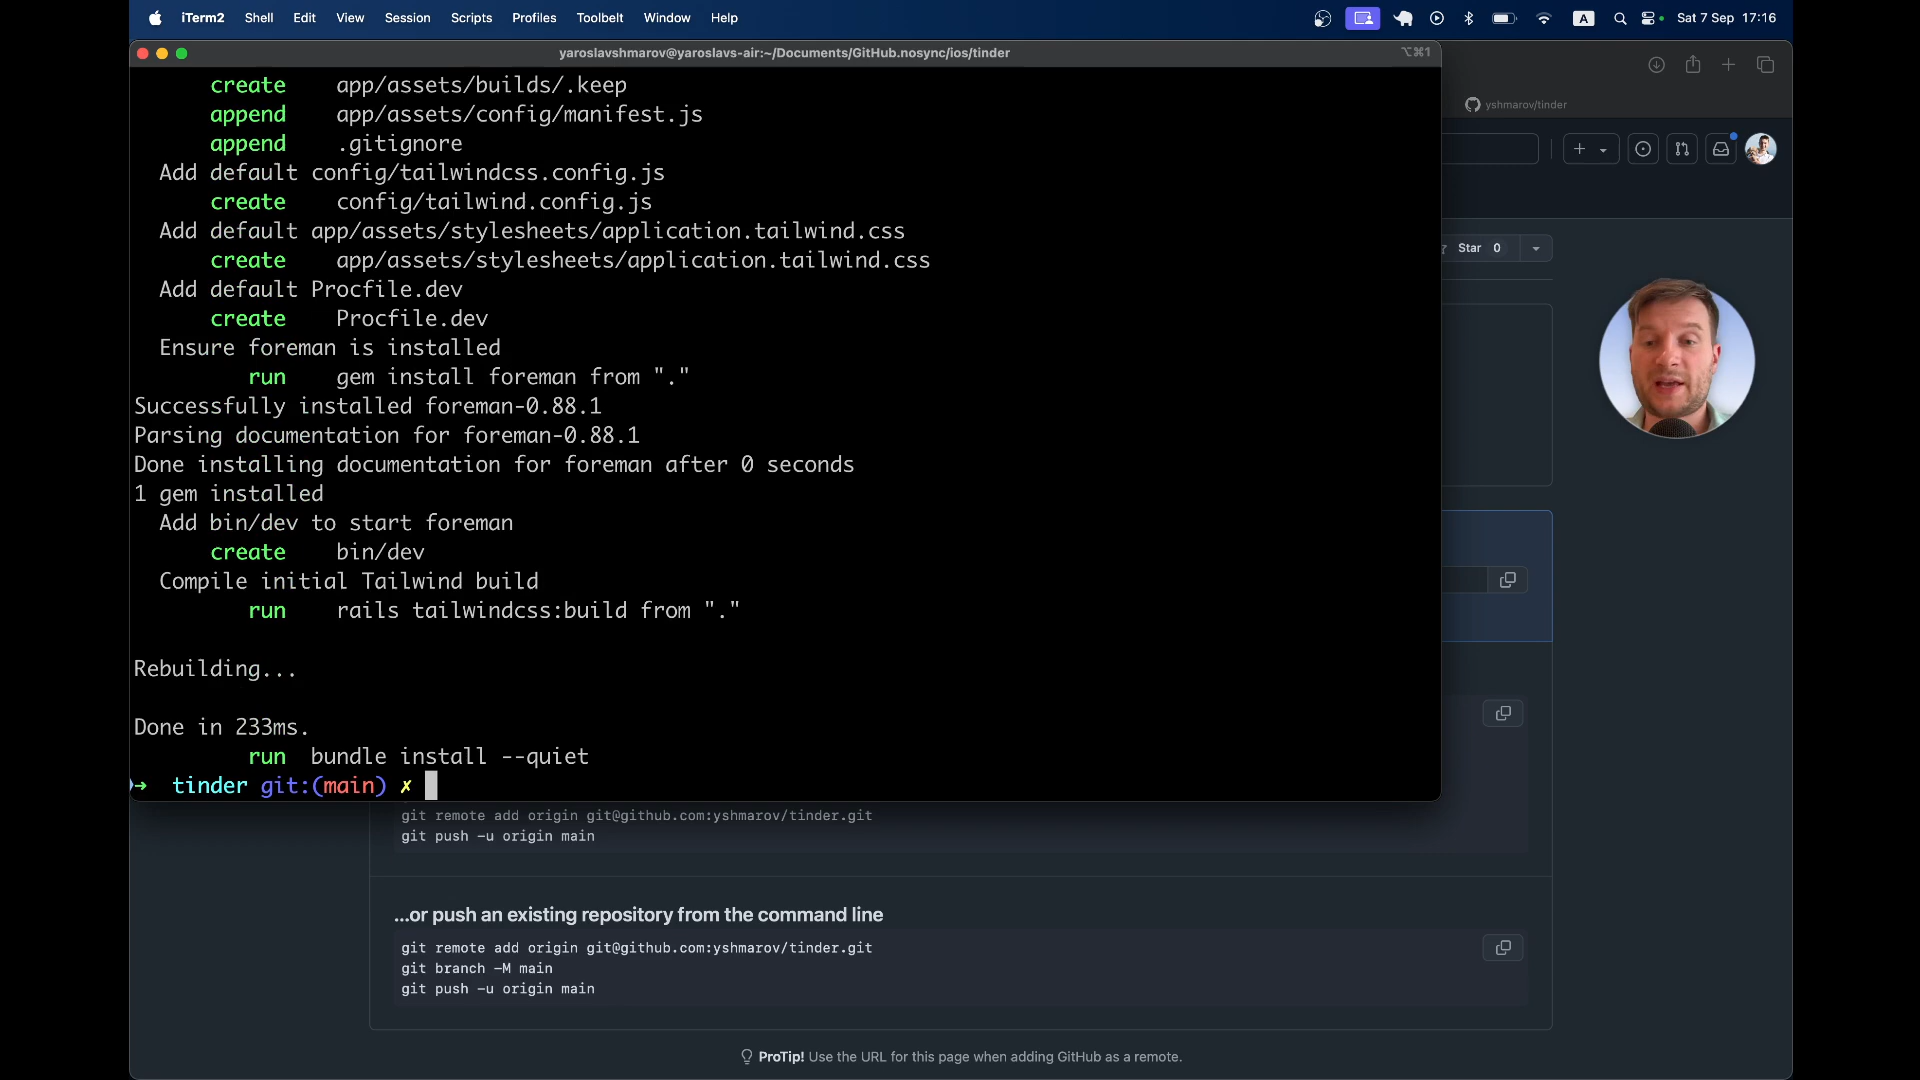 iTerm2 Shell Edit View Session Scripts Profiles Toolbelt Window Help A Sat 7 Sep 17:16
yaroslavshmarov@yaroslavs-air:~/Documents/GitHub.nosync/ios/tinder ⌥⌘1
create app/assets/builds/.keep
append app/assets/config/manifest.js
yshmarov/tinder
append .gitignore
Add default config/tailwindcss.config.js
create config/tailwind.config.js
Add default app/assets/stylesheets/application.tailwind.css
Star 0
create app/assets/stylesheets/application.tailwind.css
Add default Procfile.dev
create Procfile.dev
Ensure foreman is installed
run gem install foreman from "."
Successfully installed foreman-0.88.1
Parsing documentation for foreman-0.88.1
Done installing documentation for foreman after 0 seconds
1 gem installed
Add bin/dev to start foreman
create bin/dev
Compile initial Tailwind build
run rails tailwindcss:build from "."
Rebuilding...
Done in 233ms.
run bundle install --quiet
➜ tinder git:(main) ✗
git remote add origin git@github.com:yshmarov/tinder.git
git push -u origin main
...or push an existing repository from the command line
git remote add origin git@github.com:yshmarov/tinder.git
git branch -M main
git push -u origin main
ProTip! Use the URL for this page when adding GitHub as a remote.